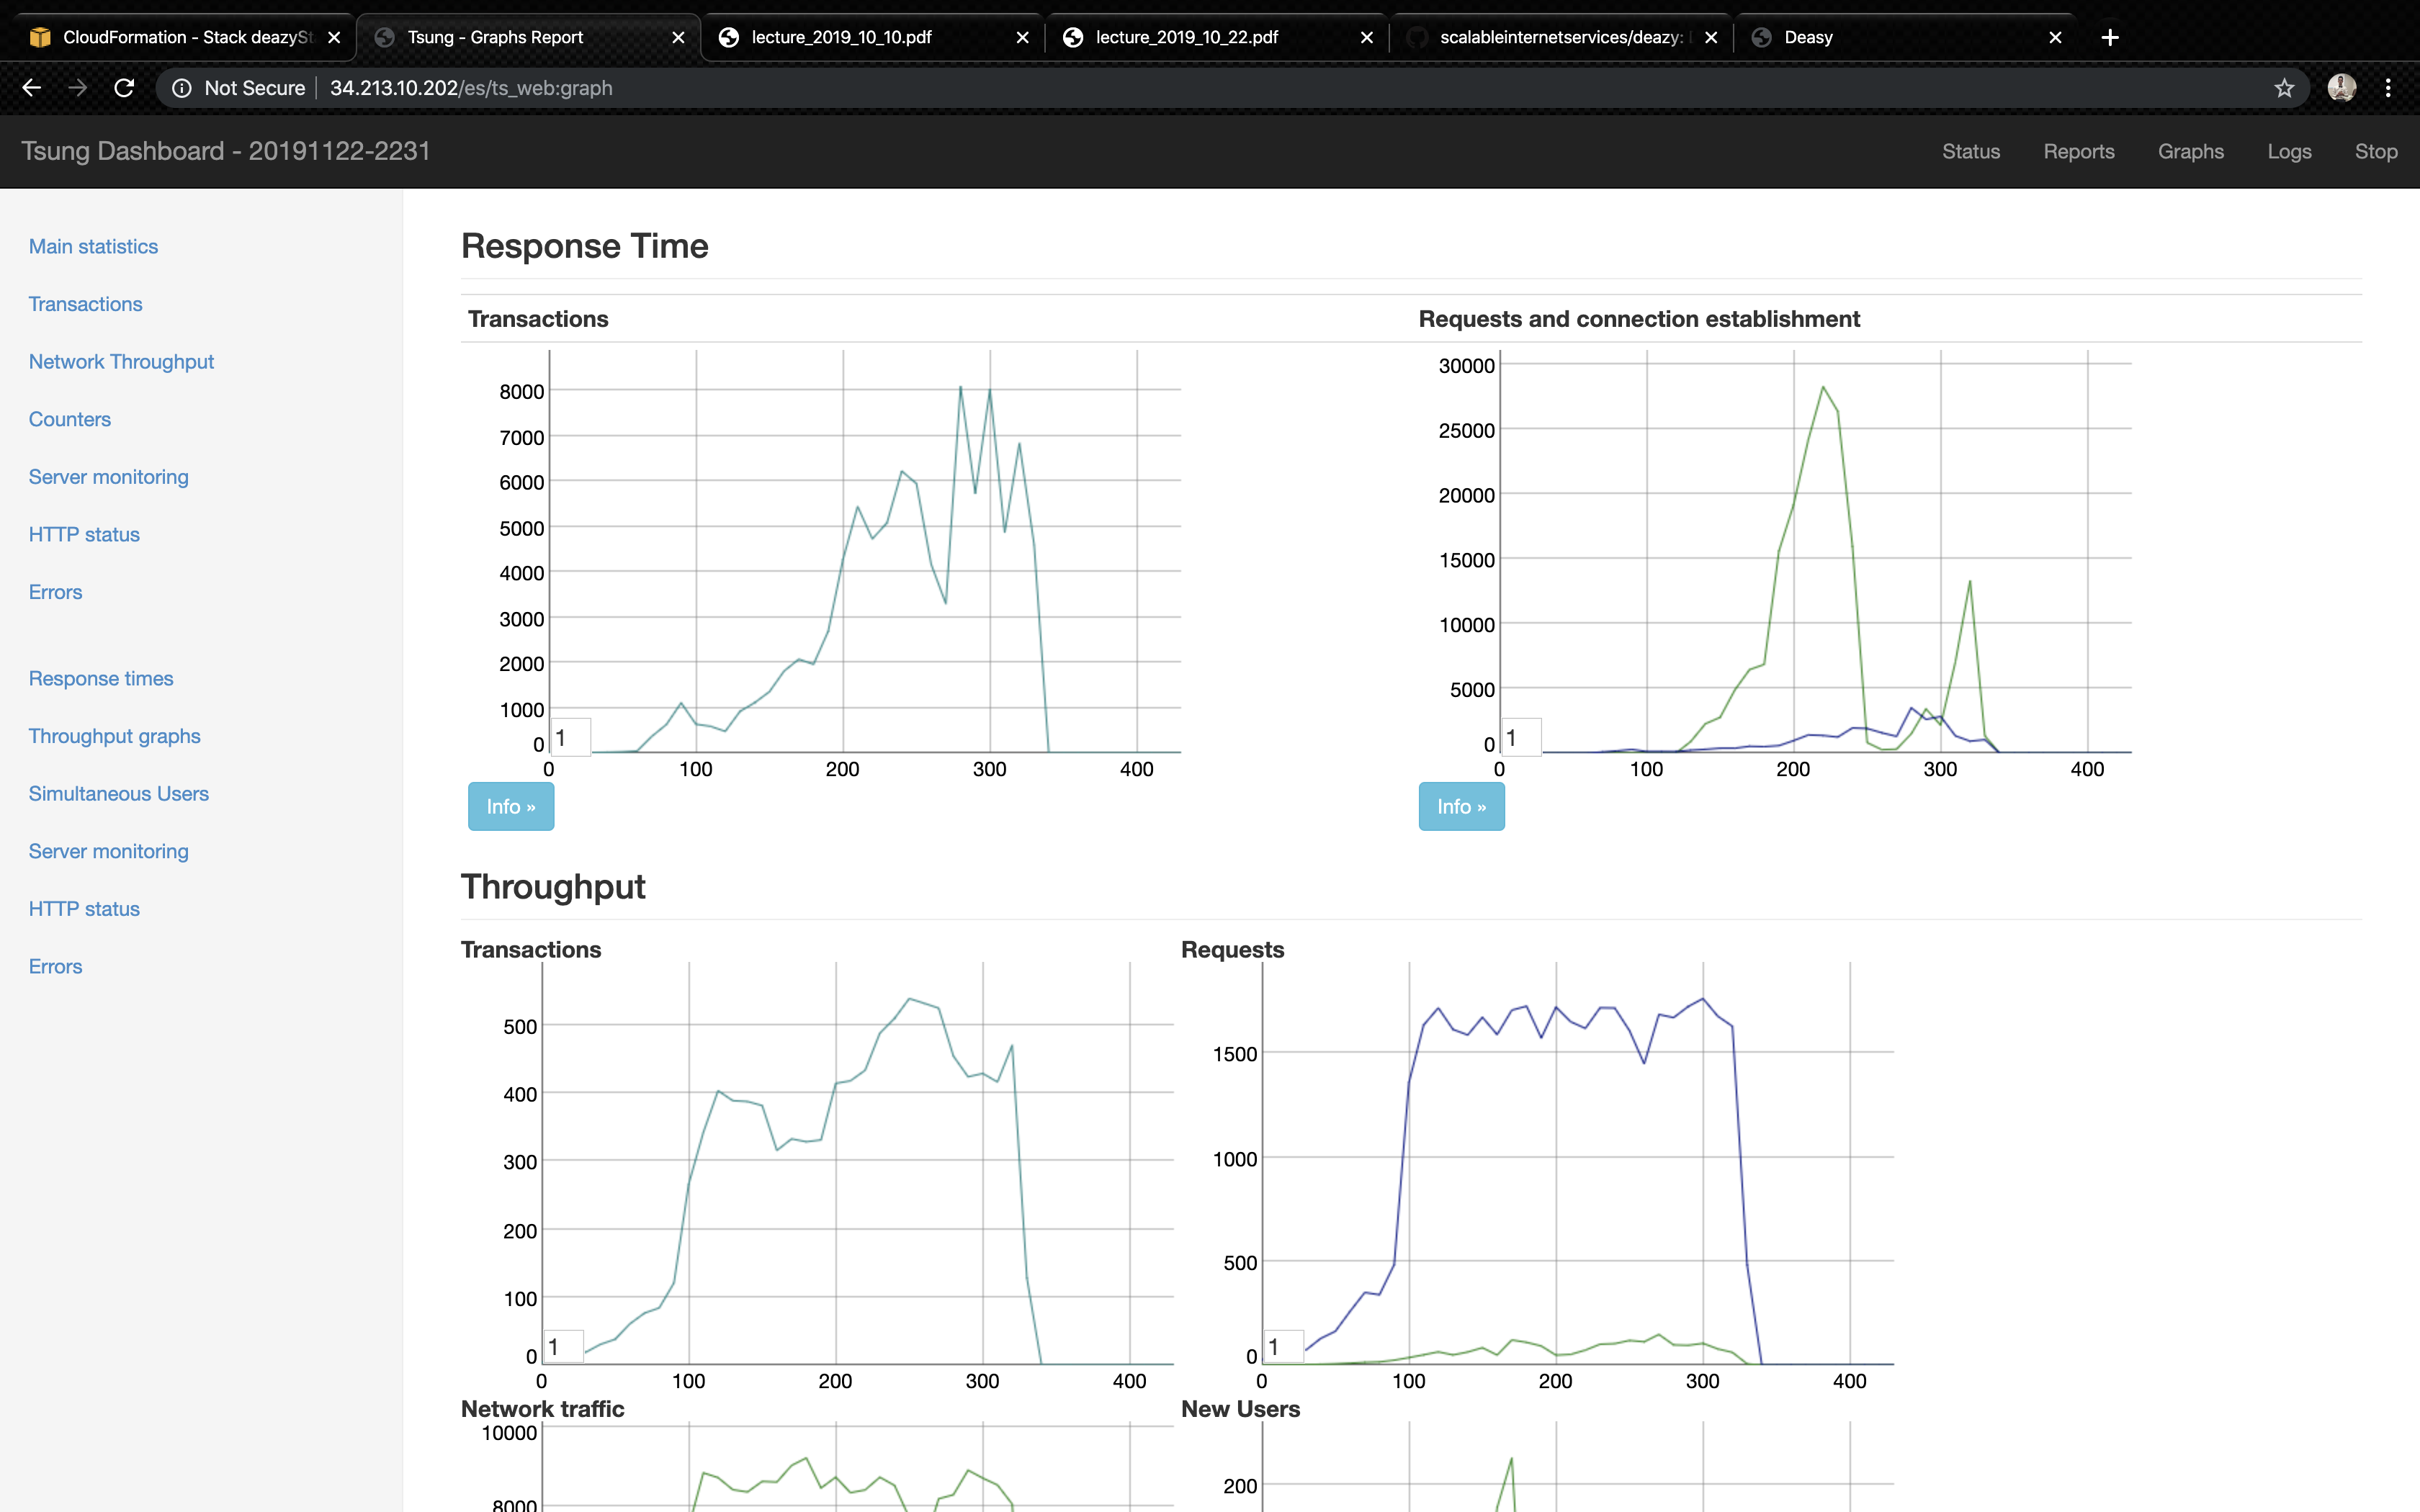 CloudFormation - Stack deazySt
Tsung - Graphs Report
lecture_2019_10_10.pdf
lecture_2019_10_22.pdf
scalableinternetservices/deazy:
Deasy
Not Secure
34.213.10.202/es/ts_web:graph
Tsung Dashboard - 20191122-2231
Status
Reports
Graphs
Logs
Stop
Main statistics
Transactions
Network Throughput
Counters
Server monitoring
HTTP status
Errors
Response times
Throughput graphs
Simultaneous Users
Server monitoring
HTTP status
Errors
Response Time
Transactions
8000
7000
6000
5000
4000
3000
2000
1000
0
1
0 100 200 300 400
Info »
Requests and connection establishment
30000
25000
20000
15000
10000
5000
0
1
0 100 200 300 400
Info »
Throughput
Transactions
500
400
300
200
100
0
1
0 100 200 300 400
Requests
1500
1000
500
0
1
0 100 200 300 400
Network traffic
10000
8000
New Users
200